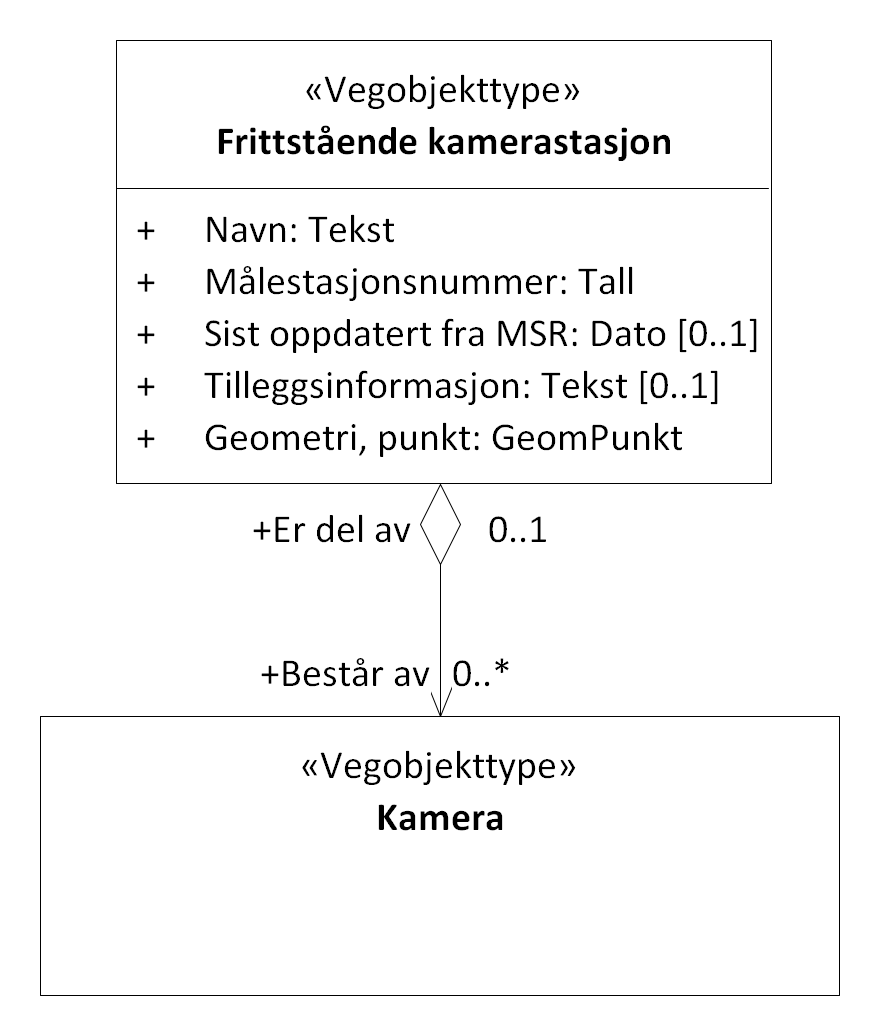 «Vegobjekttype»
Frittstående kamerastasjon
+ Navn: Tekst
+ Målestasjonsnummer: Tall
+ Sist oppdatert fra MSR: Dato [0..1]
+ Tilleggsinformasjon: Tekst [0..1]
+ Geometri, punkt: GeomPunkt
+Er del av 0..1
+Består av 0..*
«Vegobjekttype»
Kamera